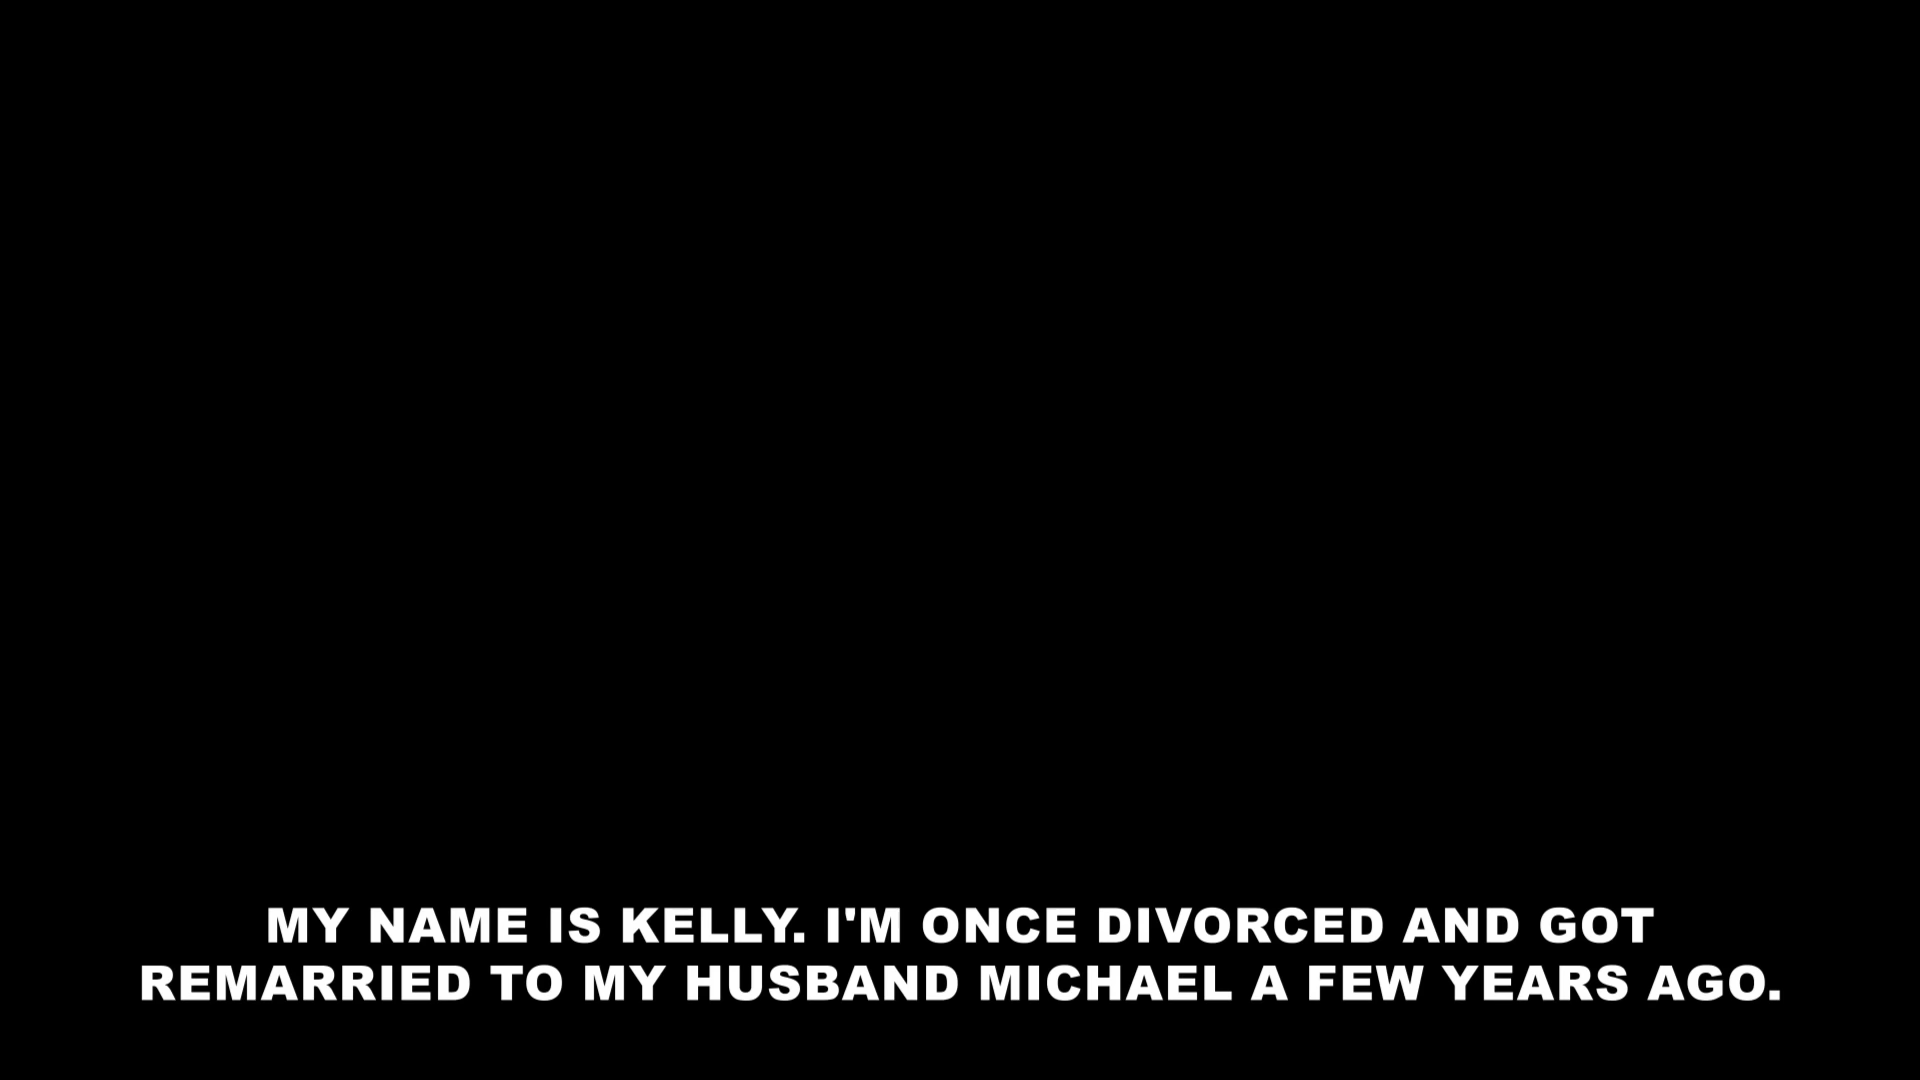 MY NAME IS KELLY. I'M ONCE DIVORCED AND GOT
REMARRIED TO MY HUSBAND MICHAEL A FEW YEARS AGO.